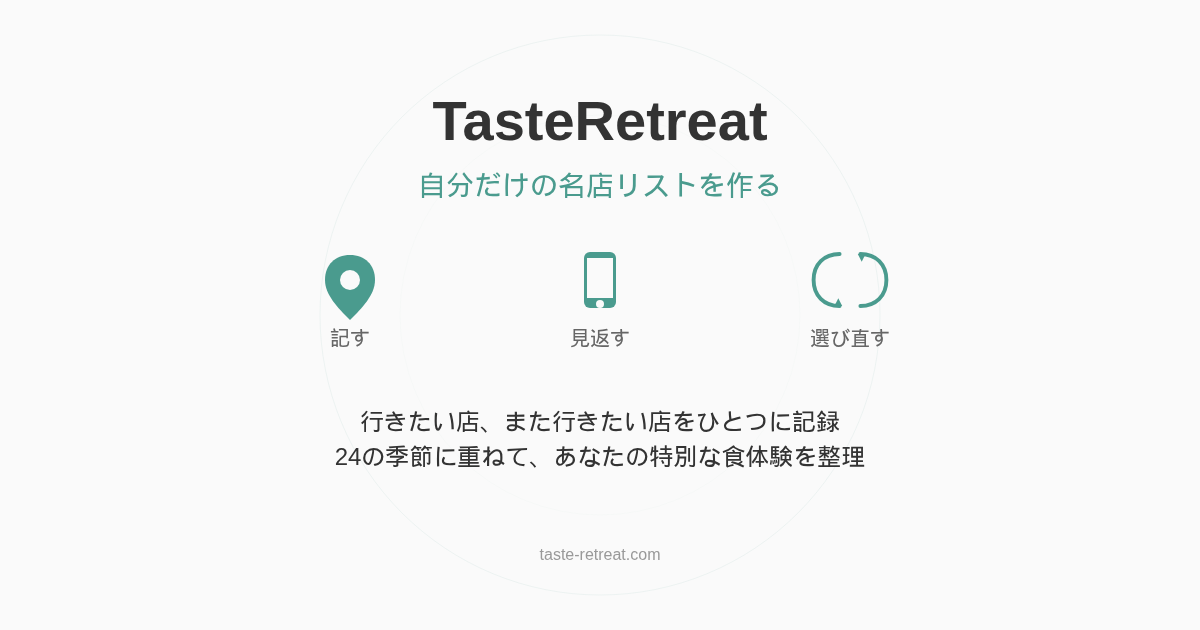 TasteRetreat
自分だけの名店リストを作る
記す
見返す
選び直す
行きたい店、また行きたい店をひとつに記録
24の季節に重ねて、あなたの特別な食体験を整理
taste-retreat.com